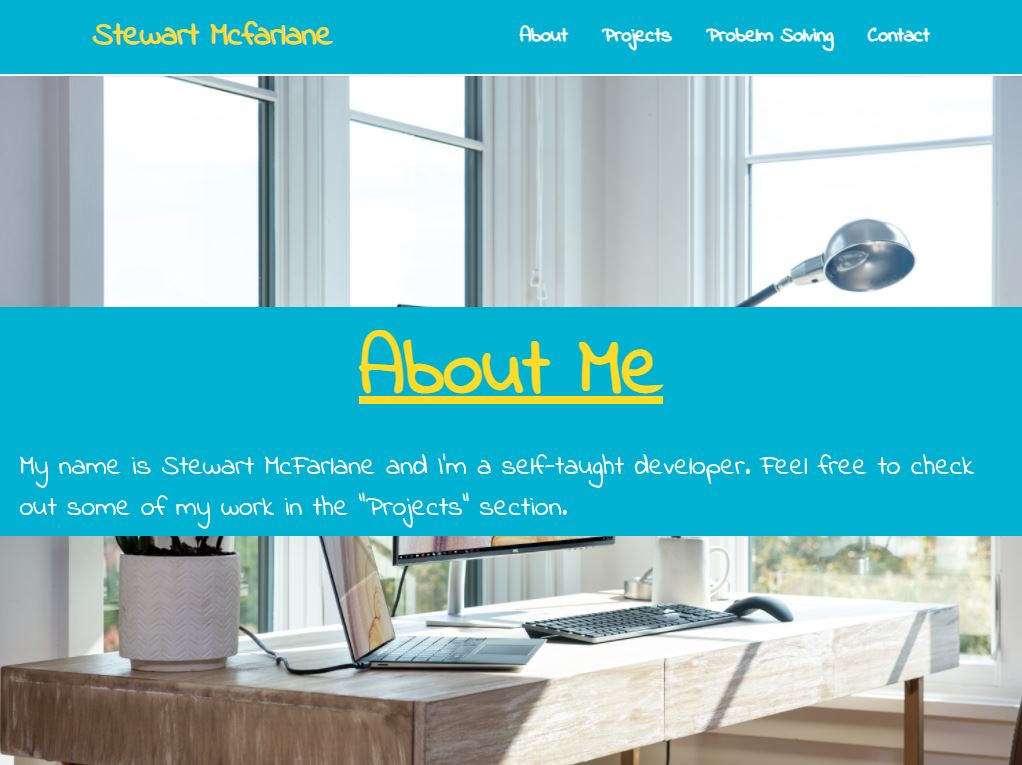 Stewart Mcfarlane
About Projects Probelm Solving Contact
About Me
My name is Stewart McFarlane and I'm a self-taught developer. Feel free to check
out some of my work in the "Projects" section.